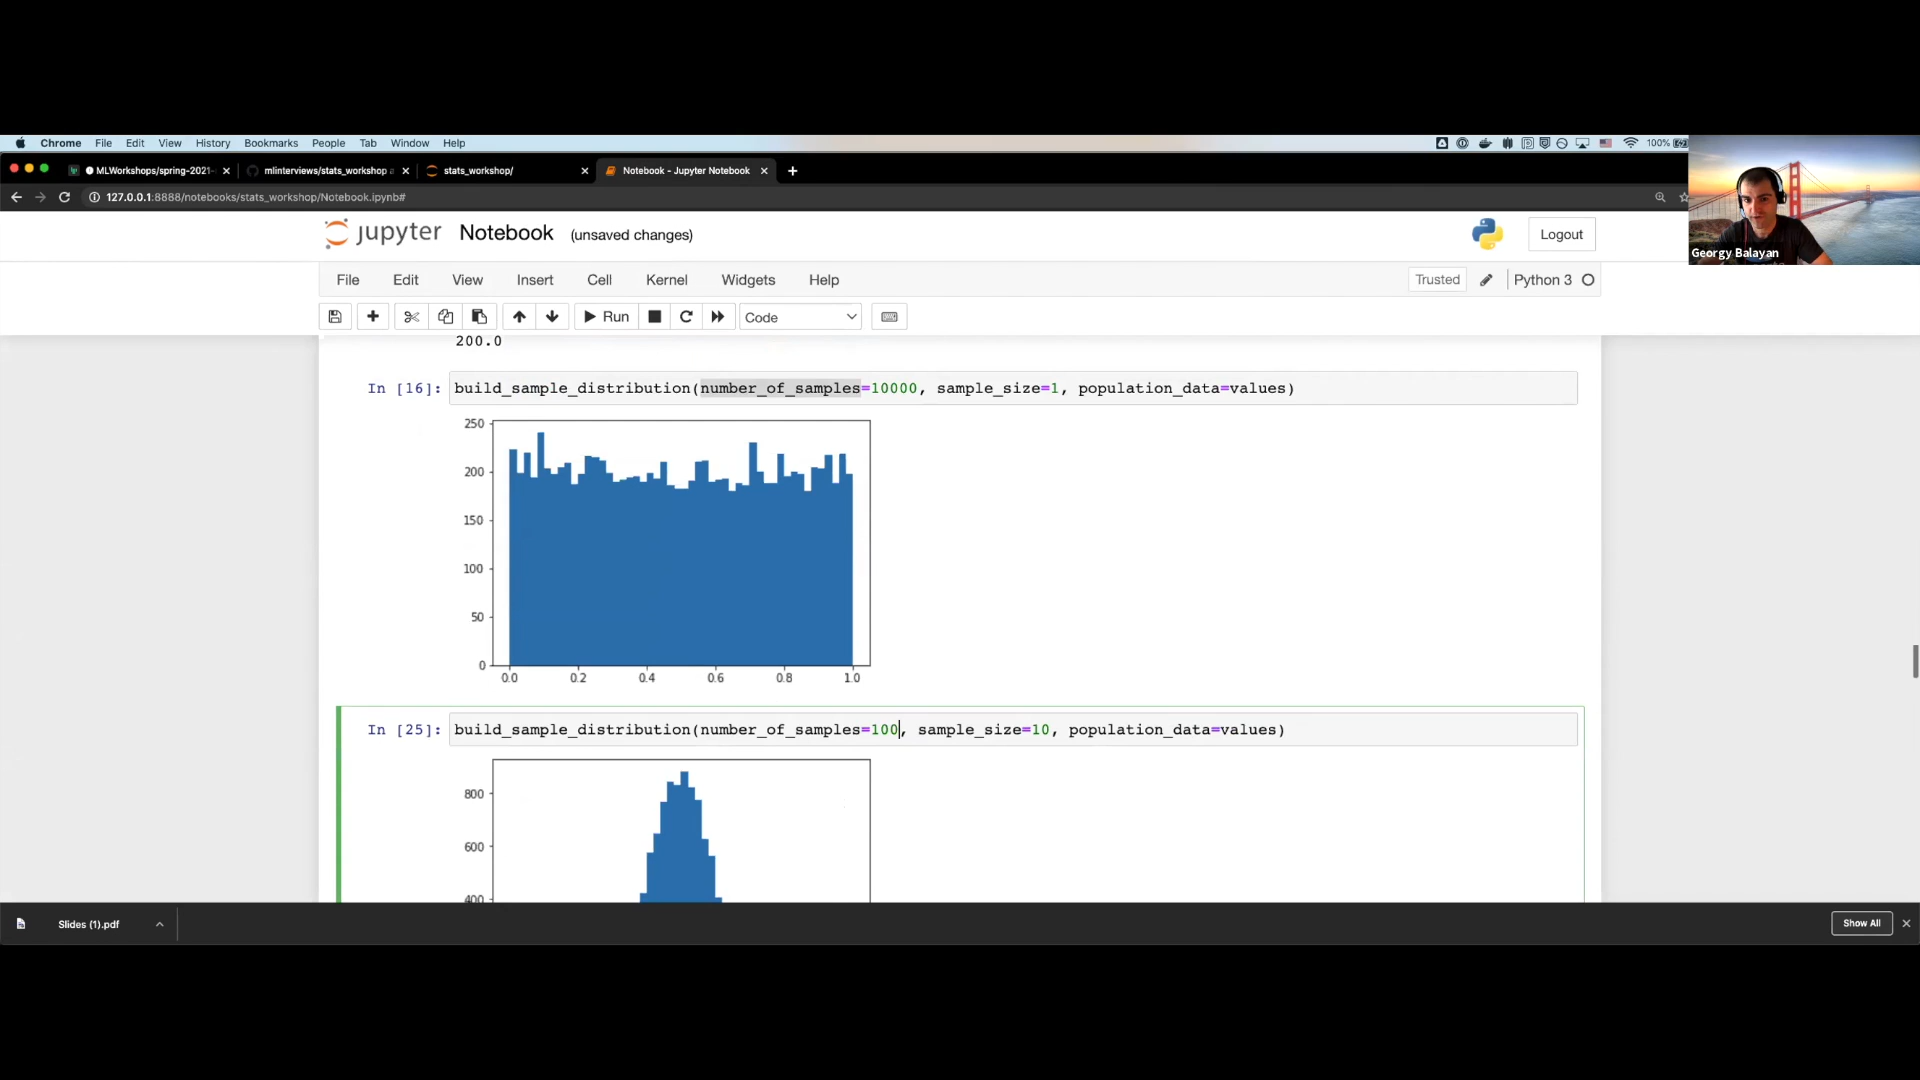 Chrome File Edit View History Bookmarks People Tab Window Help 100%
MLWorkshops/spring-2021- mlinterviews/stats_workshop stats_workshop/ Notebook - Jupyter Notebook
127.0.0.1:8888/notebooks/stats_workshop/Notebook.ipynb#
Georgy Balayan
jupyter Notebook (unsaved changes) Logout
File Edit View Insert Cell Kernel Widgets Help Trusted Python 3
Run Code
200.0
In [16]: build_sample_distribution(number_of_samples=10000, sample_size=1, population_data=values)
250
200
150
100
50
0
0.0 0.2 0.4 0.6 0.8 1.0
In [25]: build_sample_distribution(number_of_samples=100, sample_size=10, population_data=values)
800
600
400
Slides (1).pdf Show All